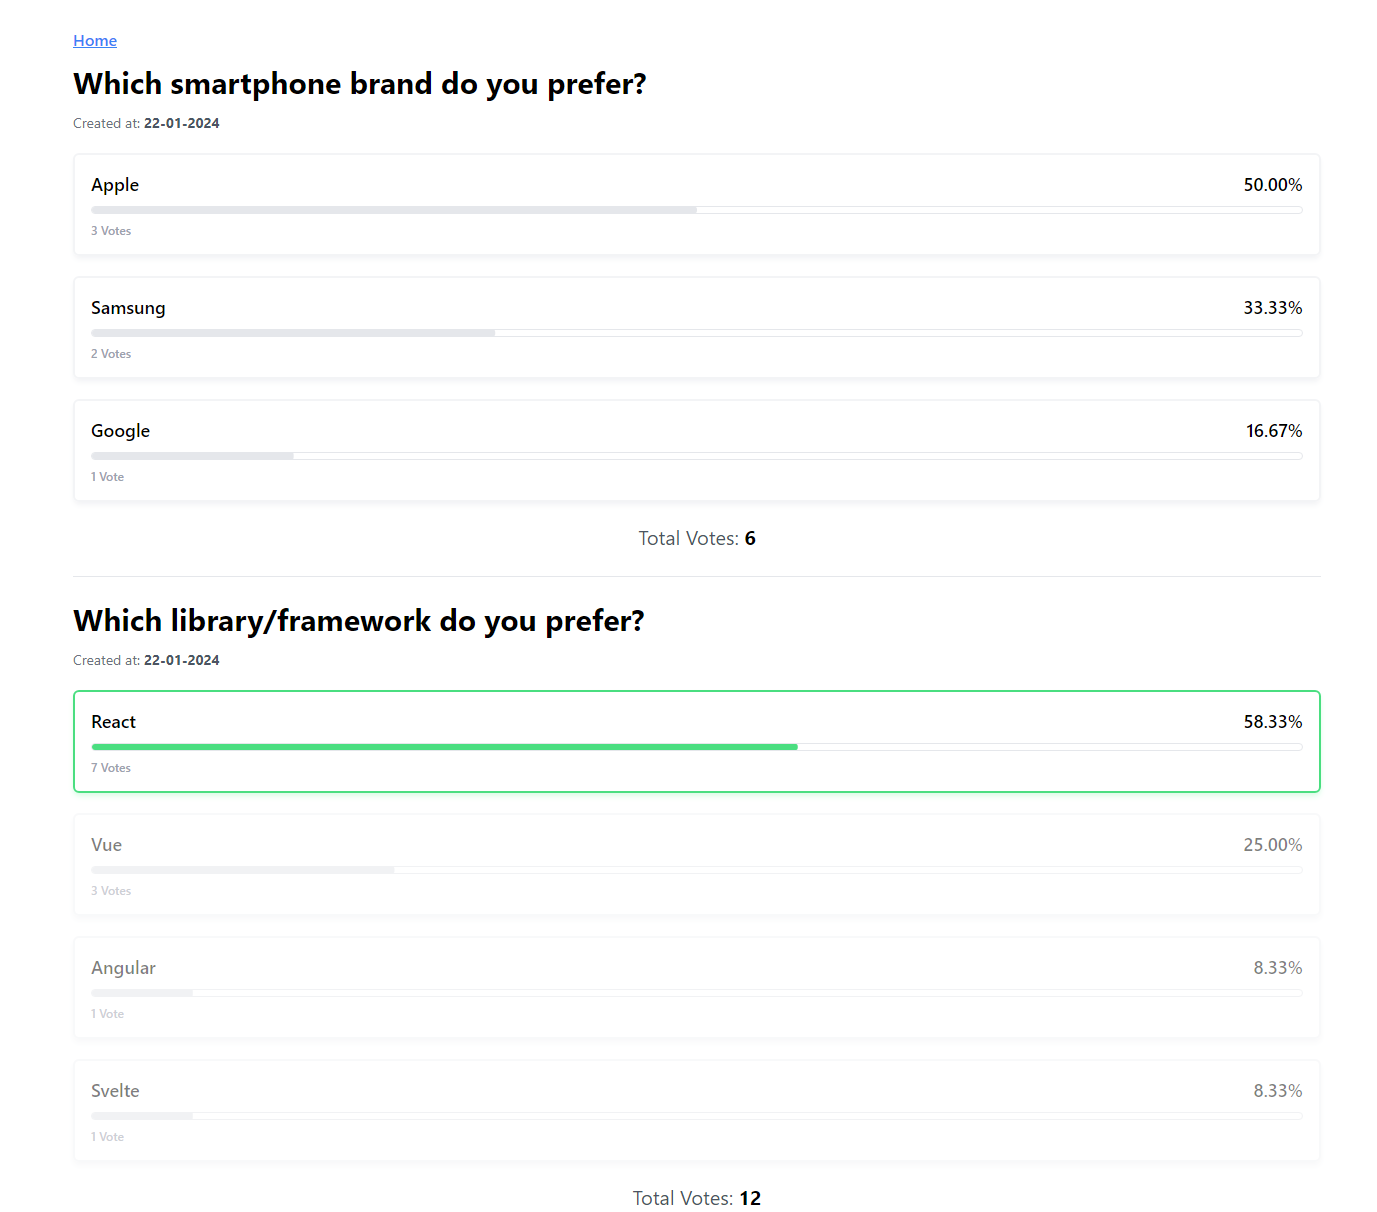 Home
Which smartphone brand do you prefer?
Created at: 22-01-2024
Apple 50.00%
3 Votes
Samsung 33.33%
2 Votes
Google 16.67%
1 Vote
Total Votes: 6
Which library/framework do you prefer?
Created at: 22-01-2024
React 58.33%
7 Votes
Vue 25.00%
3 Votes
Angular 8.33%
1 Vote
Svelte 8.33%
1 Vote
Total Votes: 12